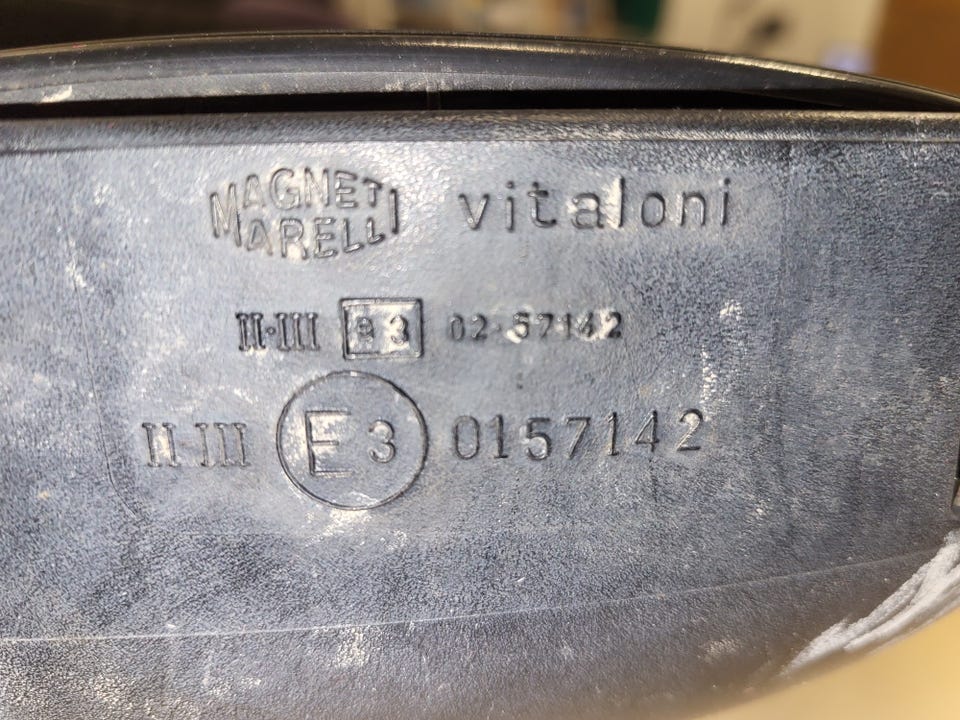 MAGNETI MARELLI vitaloni
II·III e3 02·57142
II·III E3 0157142